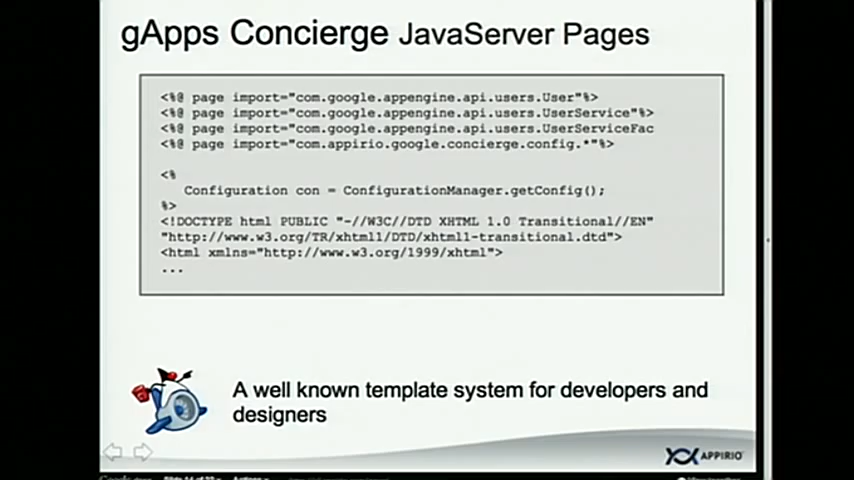 gApps Concierge JavaServer Pages
<%@ page import="com.google.appengine.api.users.User"%>
<%@ page import="com.google.appengine.api.users.UserService"%>
<%@ page import="com.google.appengine.api.users.UserServiceFac
<%@ page import="com.appirio.google.concierge.config.*"%>
<%
Configuration con = ConfigurationManager.getConfig();
%>
<!DOCTYPE html PUBLIC "-//W3C//DTD XHTML 1.0 Transitional//EN"
"http://www.w3.org/TR/xhtml1/DTD/xhtml1-transitional.dtd">
<html xmlns="http://www.w3.org/1999/xhtml">
...
A well known template system for developers and
designers
APPIRIO